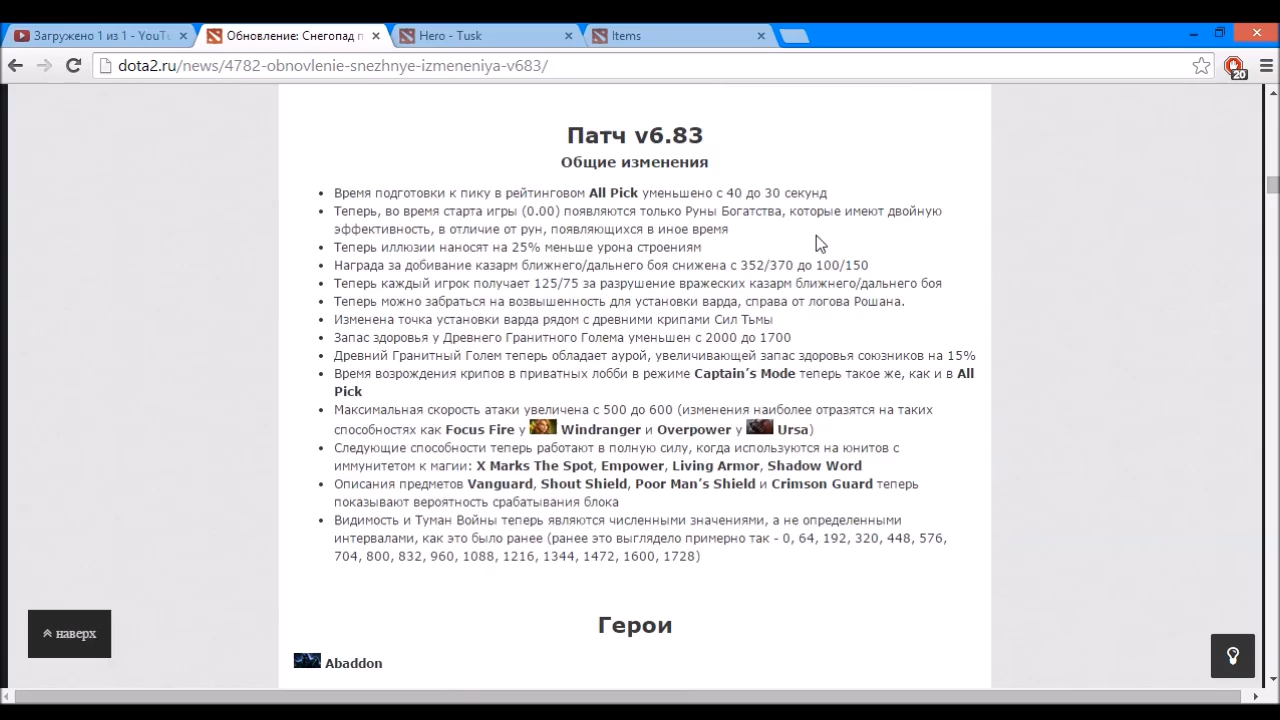 Загружено 1 из 1 - YouTu
Обновление: Снегопад п
Hero - Tusk
Items
dota2.ru/news/4782-obnovlenie-snezhnye-izmeneniya-v683/
20
Патч v6.83
Общие изменения
Время подготовки к пику в рейтинговом All Pick уменьшено с 40 до 30 секунд
Теперь, во время старта игры (0.00) появляются только Руны Богатства, которые имеют двойную
эффективность, в отличие от рун, появляющихся в иное время
Теперь иллюзии наносят на 25% меньше урона строениям
Награда за добивание казарм ближнего/дальнего боя снижена с 352/370 до 100/150
Теперь каждый игрок получает 125/75 за разрушение вражеских казарм ближнего/дальнего боя
Теперь можно забраться на возвышенность для установки варда, справа от логова Рошана.
Изменена точка установки варда рядом с древними крипами Сил Тьмы
Запас здоровья у Древнего Гранитного Голема уменьшен с 2000 до 1700
Древний Гранитный Голем теперь обладает аурой, увеличивающей запас здоровья союзников на 15%
Время возрождения крипов в приватных лобби в режиме Captain's Mode теперь такое же, как и в All
Pick
Максимальная скорость атаки увеличена с 500 до 600 (изменения наиболее отразятся на таких
способностях как Focus Fire у Windranger и Overpower у Ursa)
Следующие способности теперь работают в полную силу, когда используются на юнитов с
иммунитетом к магии: X Marks The Spot, Empower, Living Armor, Shadow Word
Описания предметов Vanguard, Shout Shield, Poor Man's Shield и Crimson Guard теперь
показывают вероятность срабатывания блока
Видимость и Туман Войны теперь являются численными значениями, а не определенными
интервалами, как это было ранее (ранее это выглядело примерно так - 0, 64, 192, 320, 448, 576,
704, 800, 832, 960, 1088, 1216, 1344, 1472, 1600, 1728)
Герои
Abaddon
наверх